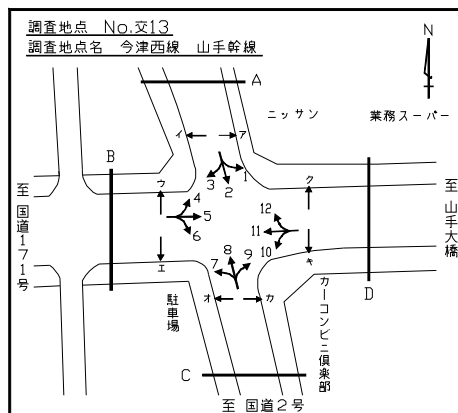 調査地点 No.交13
調査地点名 今津西線 山手幹線
N
A
ニッサン
業務スーパー
イ
ア
B
3
2
1
ウ
ク
4
5
6
12
11
10
至 国道171号
至 山手大橋
エ
キ
7
8
9
オ
カ
駐車場
カーコンビニ倶楽部
D
C
至 国道2号